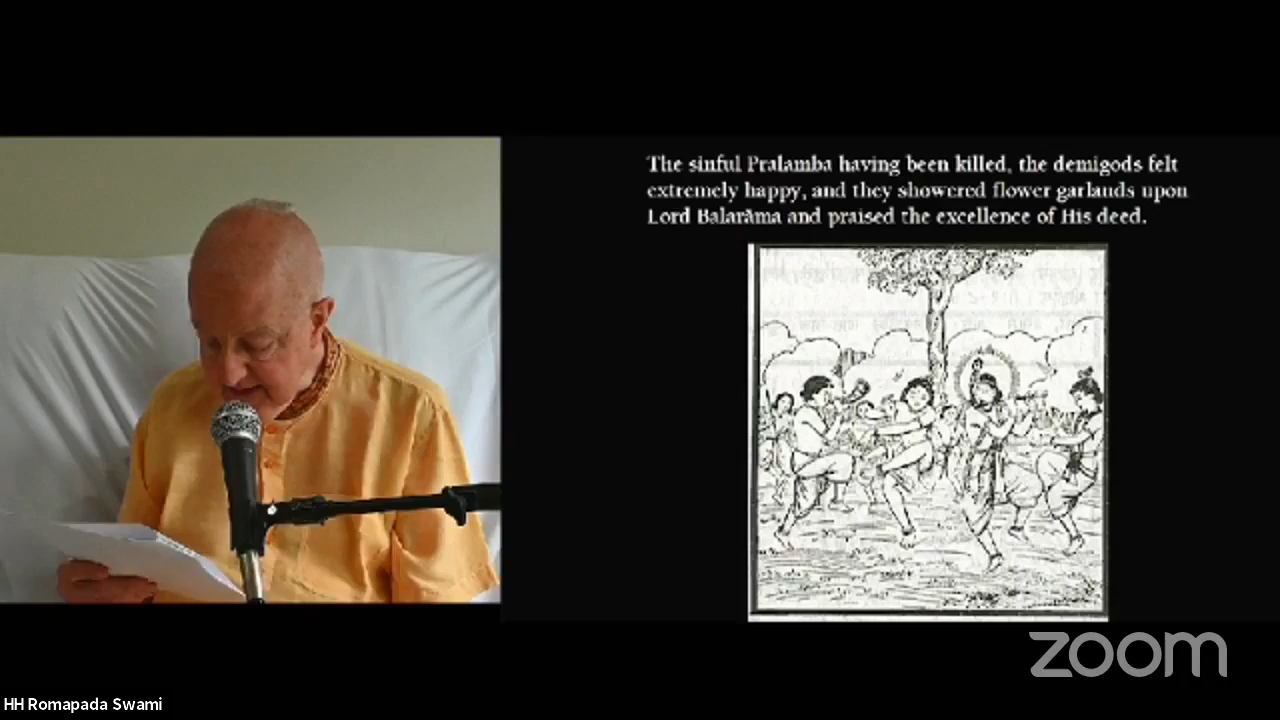 The sinful Pralamba having been killed, the demigods felt
extremely happy, and they showered flower garlands upon
Lord Balarāma and praised the excellence of His deed.
zoom
HH Romapada Swami